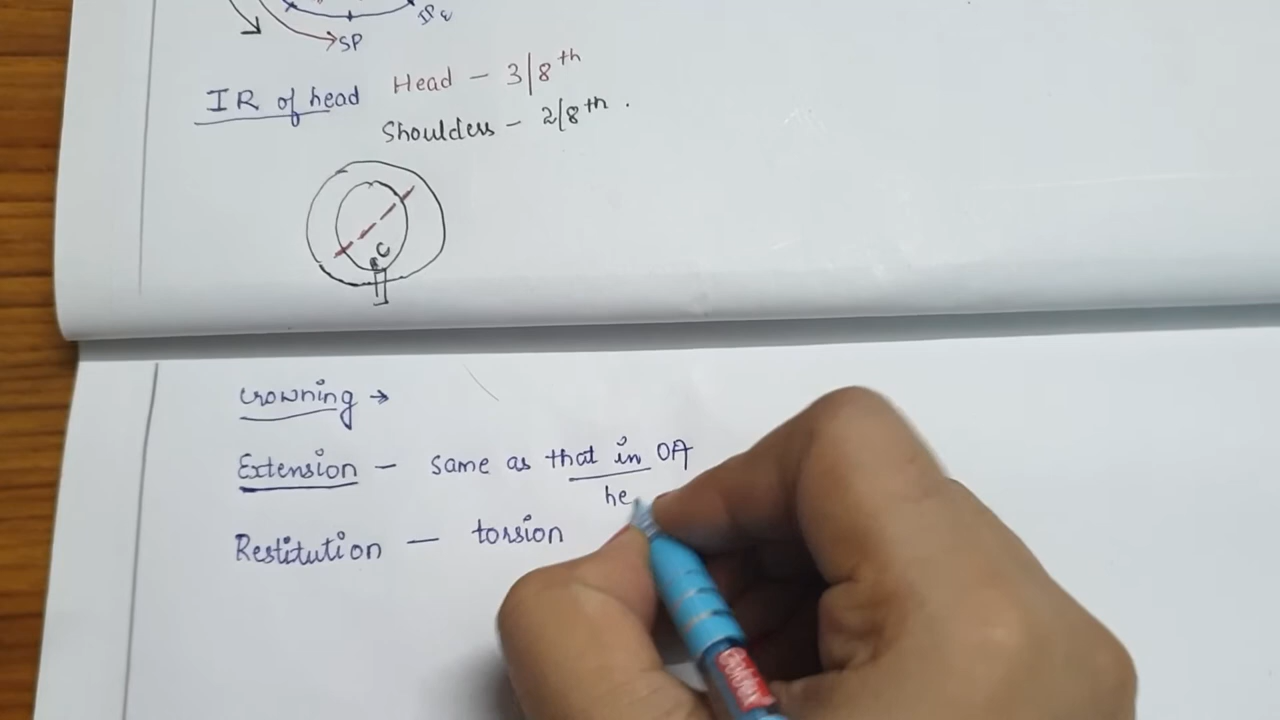 SP
IR of head Head - 3/8th
Shoulders - 2/8th .
C
Crowning →
Extension - same as that in OA
he
Restitution - torsion